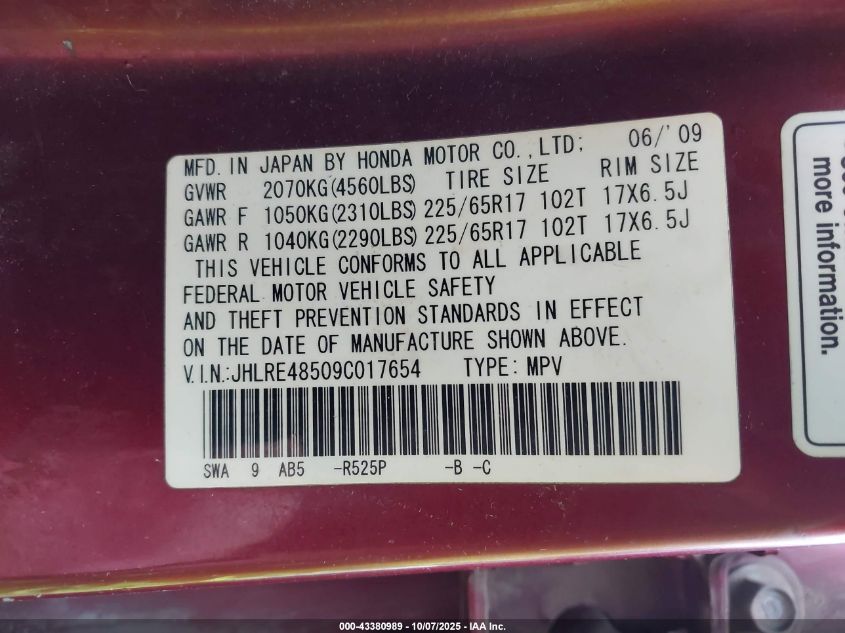 MFD. IN JAPAN BY HONDA MOTOR CO.,LTD; 06/'09
GVWR 2070KG(4560LBS) TIRE SIZE RIM SIZE
GAWR F 1050KG(2310LBS) 225/65R17 102T 17X6.5J
GAWR R 1040KG(2290LBS) 225/65R17 102T 17X6.5J
THIS VEHICLE CONFORMS TO ALL APPLICABLE
FEDERAL MOTOR VEHICLE SAFETY
AND THEFT PREVENTION STANDARDS IN EFFECT
ON THE DATE OF MANUFACTURE SHOWN ABOVE.
V.I.N.:JHLRE48509C017654 TYPE: MPV
SWA 9 AB5 -R525P -B -C
more information.
000-43380989 - 10/07/2025 - IAA Inc.